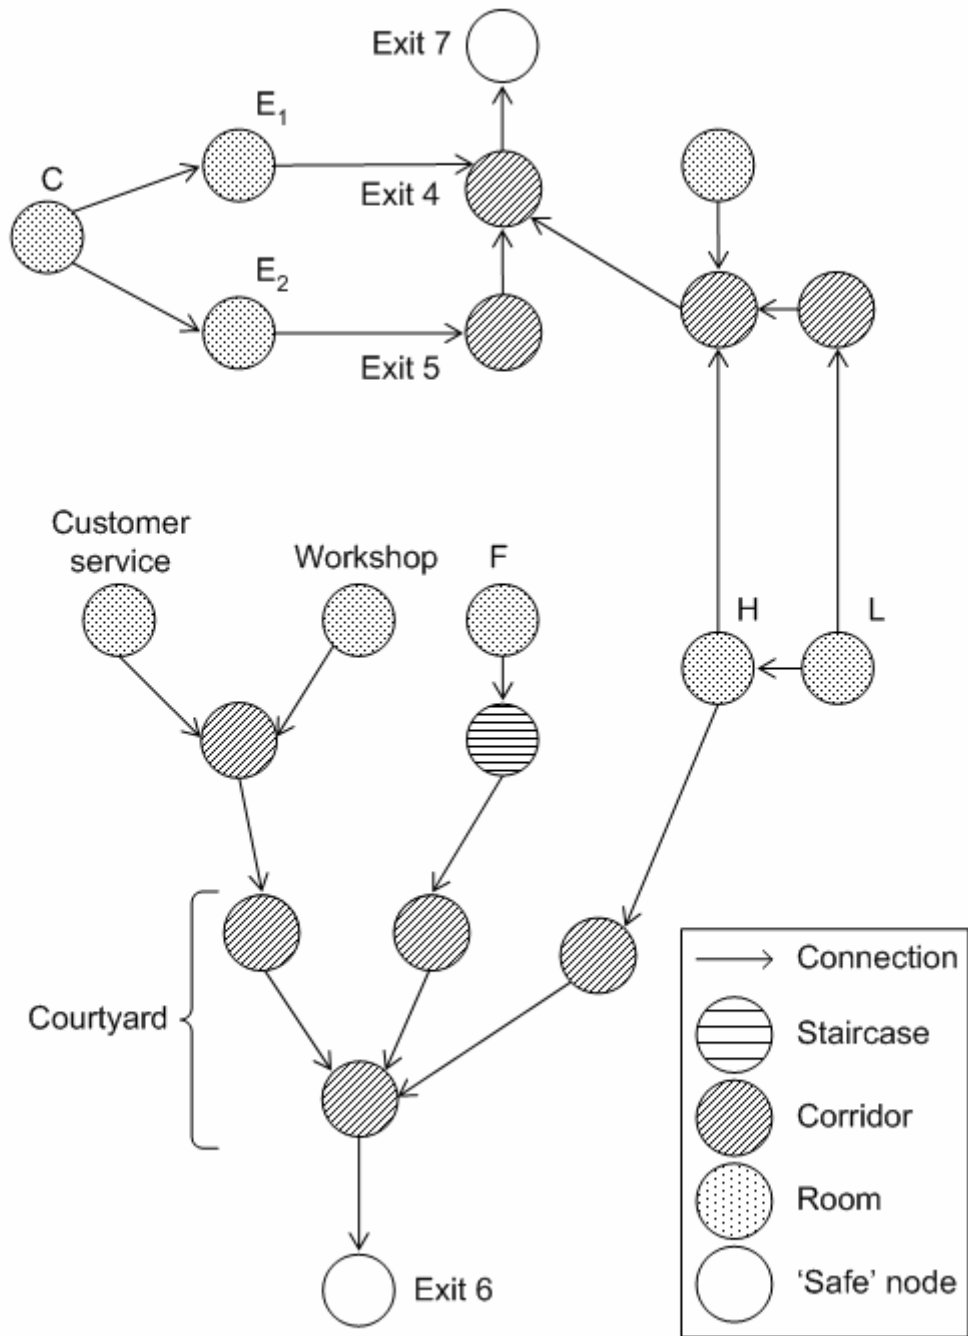 Exit 7
E1
C
Exit 4
E2
Exit 5
Customer
service
Workshop
F
H
L
Courtyard
Connection
Staircase
Corridor
Room
‘Safe’ node
Exit 6